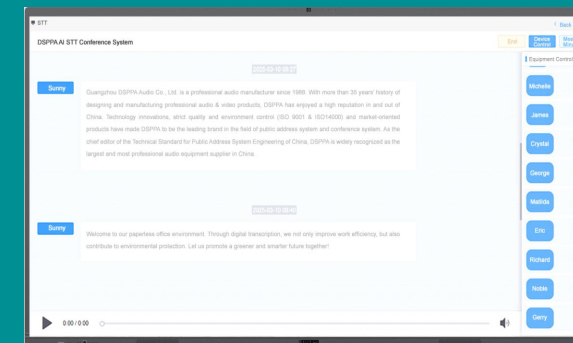 STT
Back
DSPPA AI STT Conference System
End
Device
Control
Equipment Control
Sunny
Guangzhou DSPPA Audio Co., Ltd. is a professional audio manufacturer since 1988. With more than 35 years' history of
designing and manufacturing professional audio & video products, DSPPA has enjoyed a high reputation in and out of
China. Technology innovations, strict quality and environment control (ISO 9001 & ISO14000) and market-oriented
products have made DSPPA to be the leading brand in the field of public address system and conference system. As the
chief editor of the Technical Standard for Public Address System Engineering of China, DSPPA is widely recognized as the
largest and most professional audio equipment supplier in China.
Sunny
Welcome to our paperless office environment. Through digital transcription, we not only improve work efficiency, but also
contribute to environmental protection. Let us promote a greener and smarter future together!
Michelle
James
Crystal
George
Matilda
Eric
Richard
Noble
Gerry
0:00 / 0:00